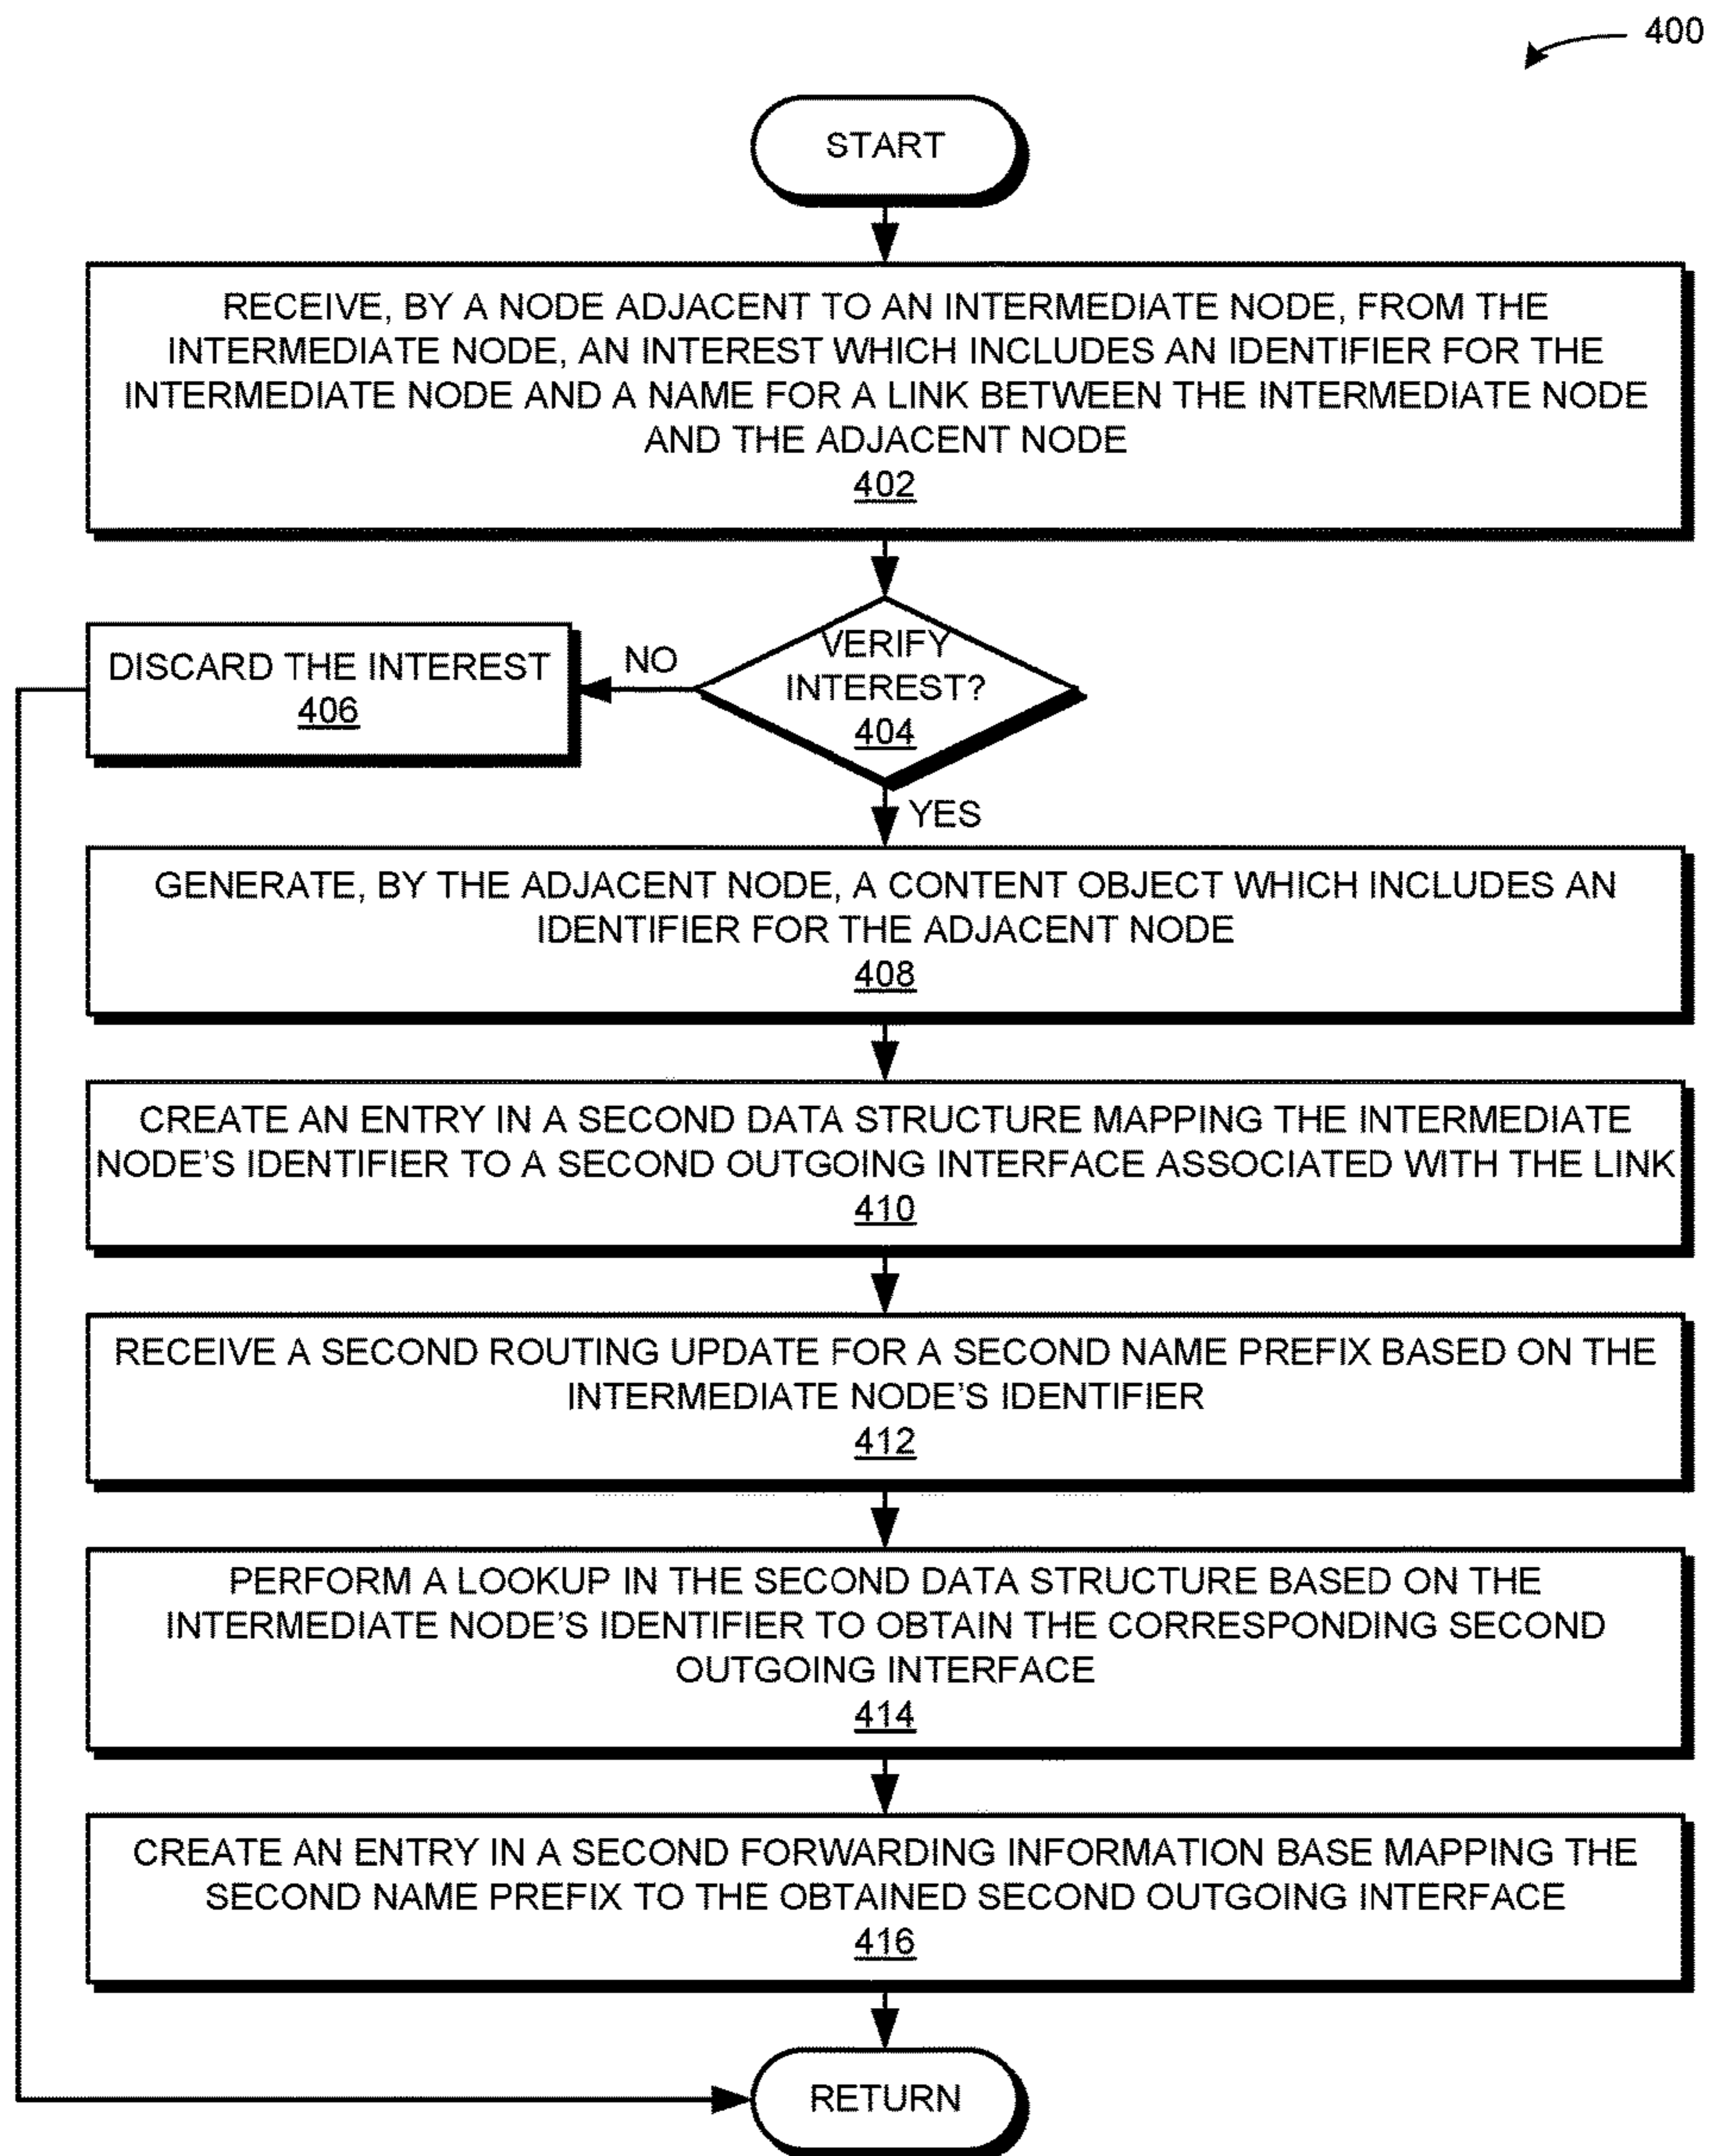 400
START
RECEIVE, BY A NODE ADJACENT TO AN INTERMEDIATE NODE, FROM THE
INTERMEDIATE NODE, AN INTEREST WHICH INCLUDES AN IDENTIFIER FOR THE
INTERMEDIATE NODE AND A NAME FOR A LINK BETWEEN THE INTERMEDIATE NODE
AND THE ADJACENT NODE
402
VERIFY
INTEREST?
404
NO
DISCARD THE INTEREST
406
YES
GENERATE, BY THE ADJACENT NODE, A CONTENT OBJECT WHICH INCLUDES AN
IDENTIFIER FOR THE ADJACENT NODE
408
CREATE AN ENTRY IN A SECOND DATA STRUCTURE MAPPING THE INTERMEDIATE
NODE'S IDENTIFIER TO A SECOND OUTGOING INTERFACE ASSOCIATED WITH THE LINK
410
RECEIVE A SECOND ROUTING UPDATE FOR A SECOND NAME PREFIX BASED ON THE
INTERMEDIATE NODE'S IDENTIFIER
412
PERFORM A LOOKUP IN THE SECOND DATA STRUCTURE BASED ON THE
INTERMEDIATE NODE'S IDENTIFIER TO OBTAIN THE CORRESPONDING SECOND
OUTGOING INTERFACE
414
CREATE AN ENTRY IN A SECOND FORWARDING INFORMATION BASE MAPPING THE
SECOND NAME PREFIX TO THE OBTAINED SECOND OUTGOING INTERFACE
416
RETURN